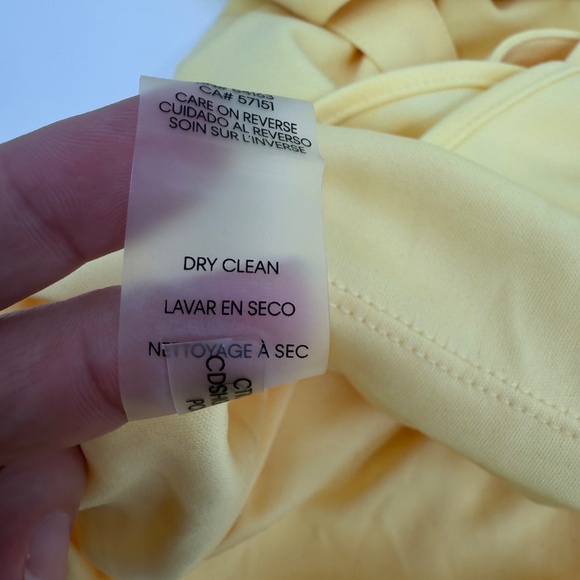 CA# 57151
CARE ON REVERSE
CUIDADO AL REVERSO
SOIN SUR L'INVERSE
DRY CLEAN
LAVAR EN SECO
NETTOYAGE À SEC